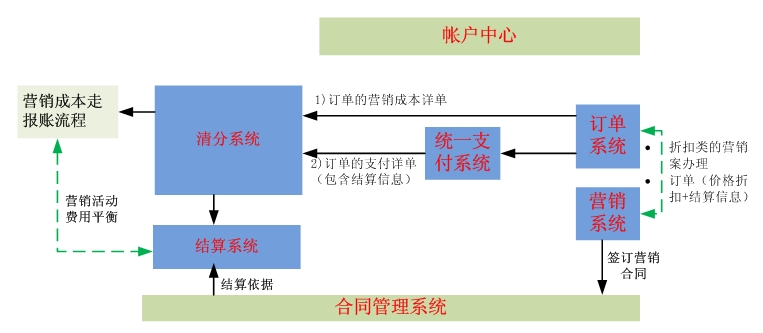 帐户中心
营销成本走
报账流程
清分系统
1)订单的营销成本详单
订单
系统
统一支
付系统
2)订单的支付详单
（包含结算信息）
• 折扣类的营销
案办理
• 订单（价格折
扣+结算信息）
营销
系统
营销活动
费用平衡
结算系统
签订营销
合同
结算依据
合同管理系统